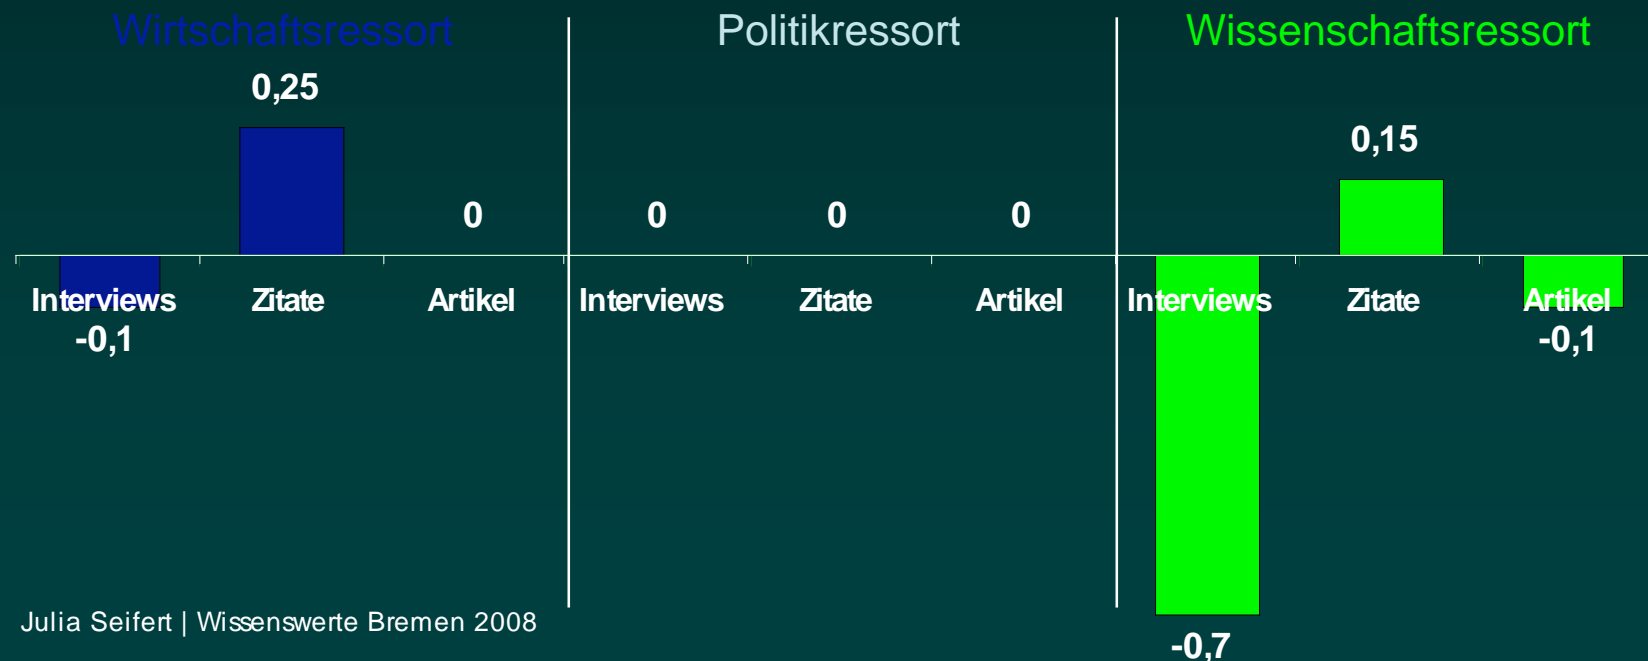 Wirtschaftsressort Politikressort Wissenschaftsressort
0,25
0,15
0 0 0 0
Interviews Zitate Artikel Interviews Zitate Artikel Interviews Zitate Artikel
-0,1 -0,1
Julia Seifert | Wissenswerte Bremen 2008
-0,7